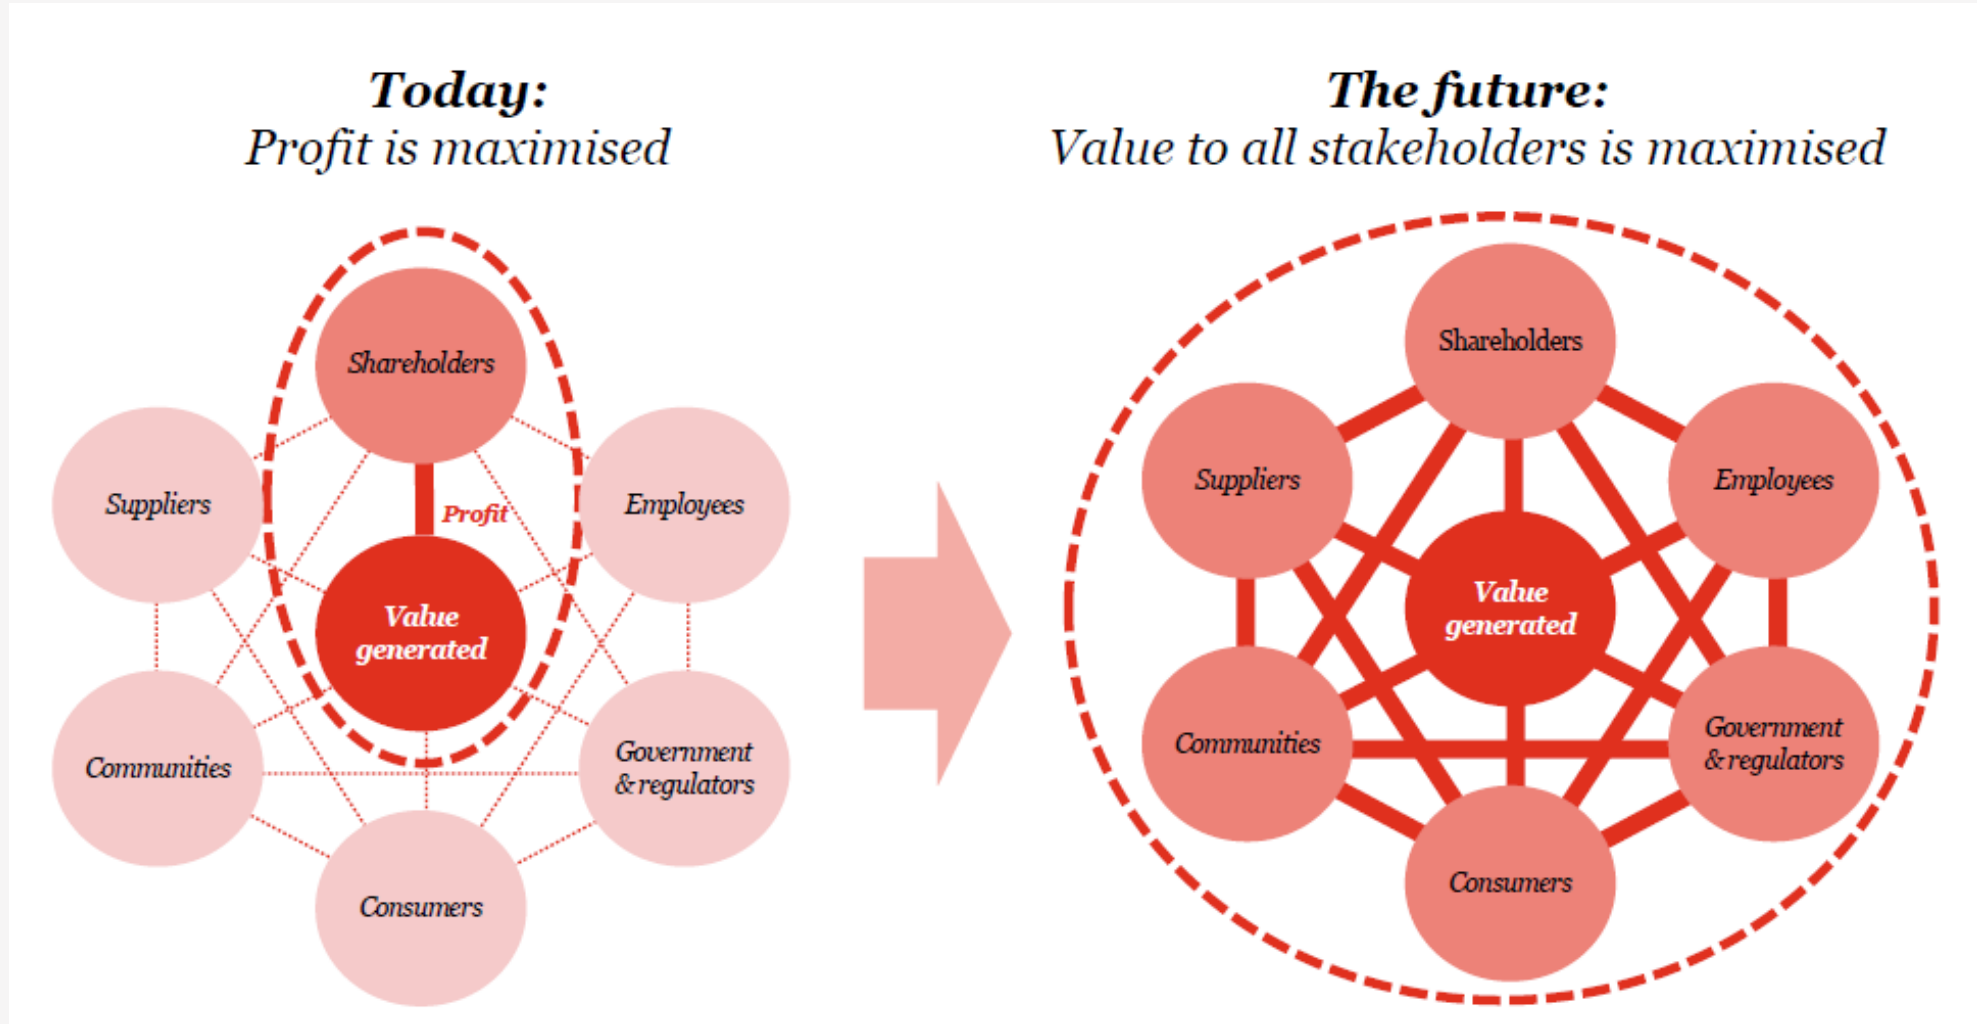 Today:
Profit is maximised
Shareholders
Suppliers
Profit
Employees
Value
generated
Communities
Government
& regulators
Consumers
The future:
Value to all stakeholders is maximised
Shareholders
Suppliers
Employees
Value
generated
Communities
Government
& regulators
Consumers